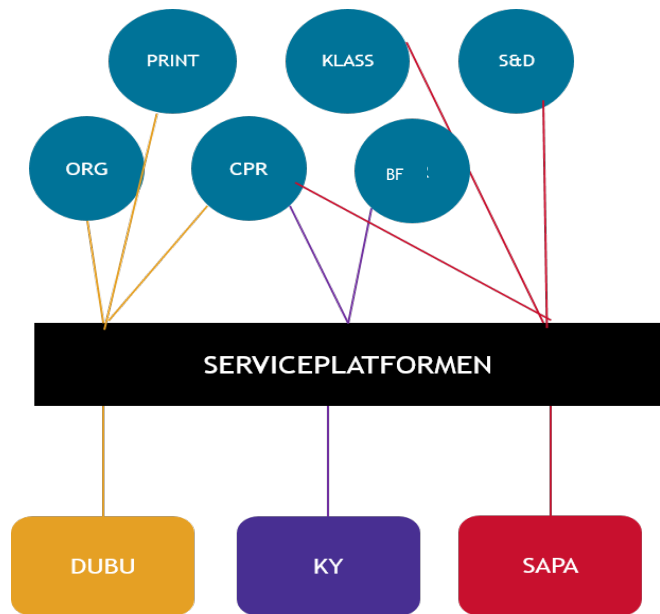 PRINT
KLASS
S&D
ORG
CPR
BF
SERVICEPLATFORMEN
DUBU
KY
SAPA